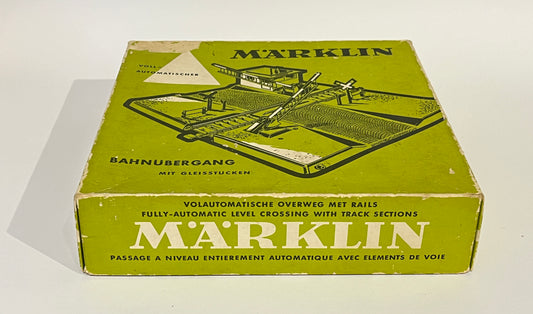 MÄRKLIN
VOLL-
AUTOMATISCHER
BAHNÜBERGANG
MIT GLEISSTÜCKEN
VOLAUTOMATISCHE OVERWEG MET RAILS
FULLY-AUTOMATIC LEVEL CROSSING WITH TRACK SECTIONS
MÄRKLIN
PASSAGE A NIVEAU ENTIEREMENT AUTOMATIQUE AVEC ELEMENTS DE VOIE